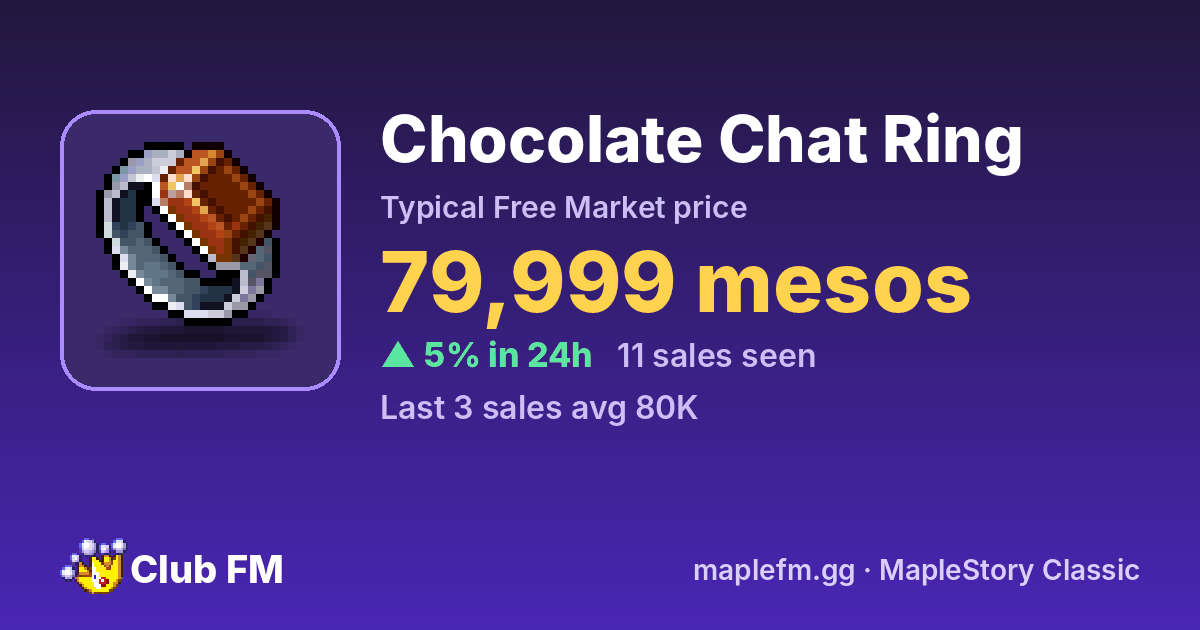 Chocolate Chat Ring
Typical Free Market price
79,999 mesos
▲ 5% in 24h 11 sales seen
Last 3 sales avg 80K
Club FM
maplefm.gg · MapleStory Classic